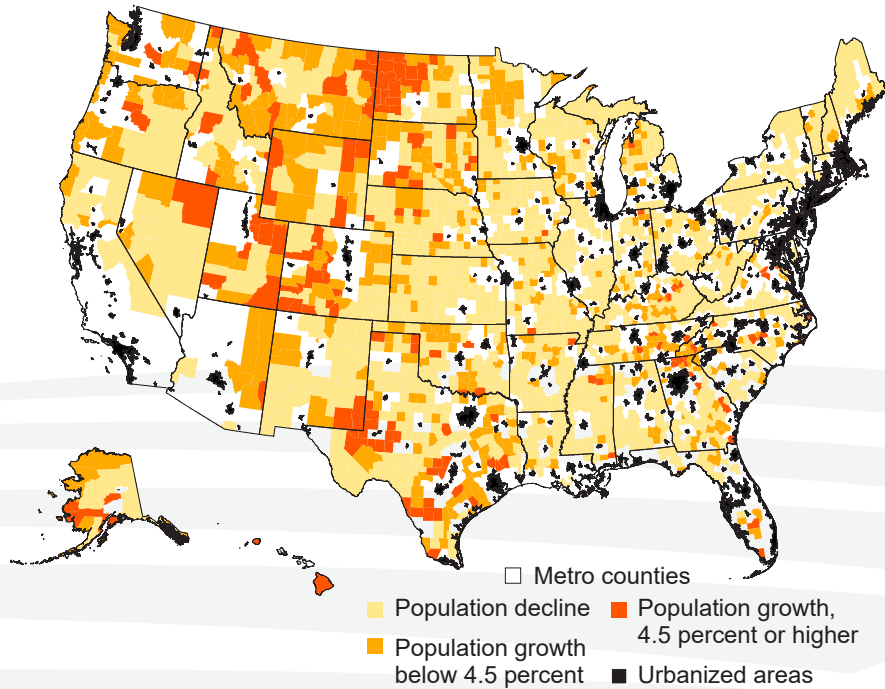 Metro counties
Population decline
Population growth
below 4.5 percent
Population growth,
4.5 percent or higher
Urbanized areas